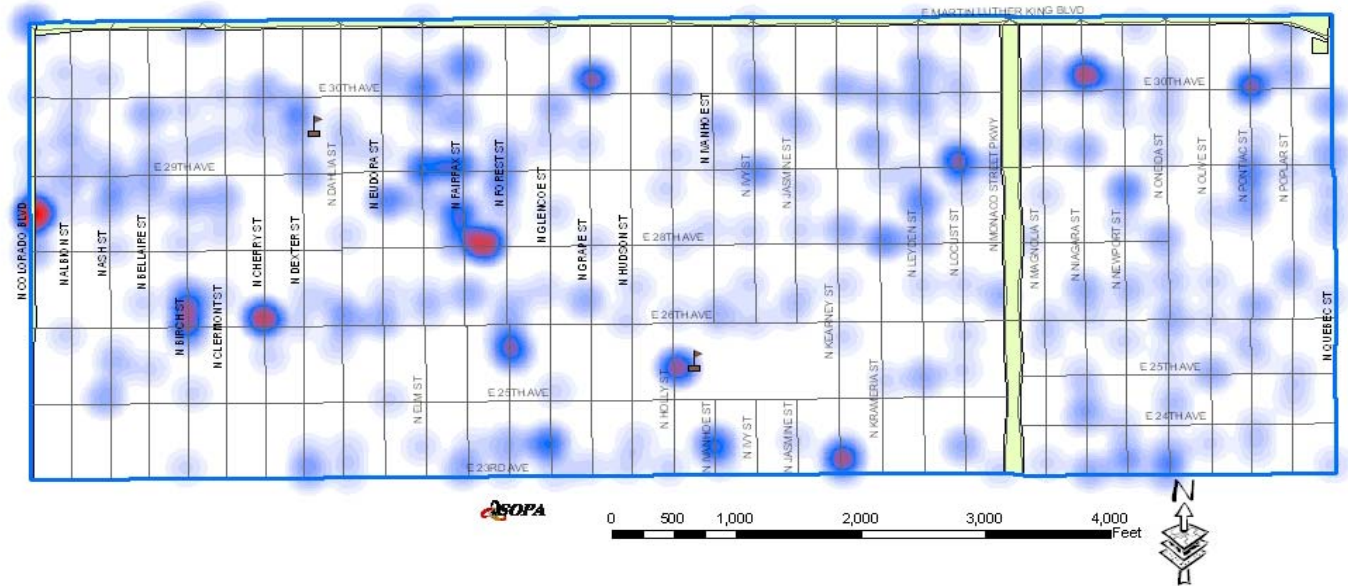 E MARTIN LUTHER KING BLVD
E 30TH AVE
E 30TH AVE
E 29TH AVE
E 28TH AVE
E 26TH AVE
E 25TH AVE
E 25TH AVE
E 24TH AVE
E 23RD AVE
N COLORADO BLVD
N ALBION ST
N ASH ST
N BELLAIRE ST
N BIRCH ST
N CLERMONT ST
N CHERRY ST
N DEXTER ST
N DAHLIA ST
N EUDORA ST
N ELM ST
N FAIRFAX ST
N FOREST ST
N GLENCOE ST
N GRAPE ST
N HUDSON ST
N HOLLY ST
N IVANHOE ST
N IVANHOE ST
N IVY ST
N IVY ST
N JASMINE ST
N JASMINE ST
N KEARNEY ST
N KRAMERIA ST
N LEYDEN ST
N LOCUST ST
N MONACO STREET PKWY
N MAGNOLIA ST
N NIAGARA ST
N NEWPORT ST
N ONEIDA ST
N OLIVE ST
N PONTIAC ST
N POPLAR ST
N QUEBEC ST
SOPA
0 500 1,000 2,000 3,000 4,000
Feet
N